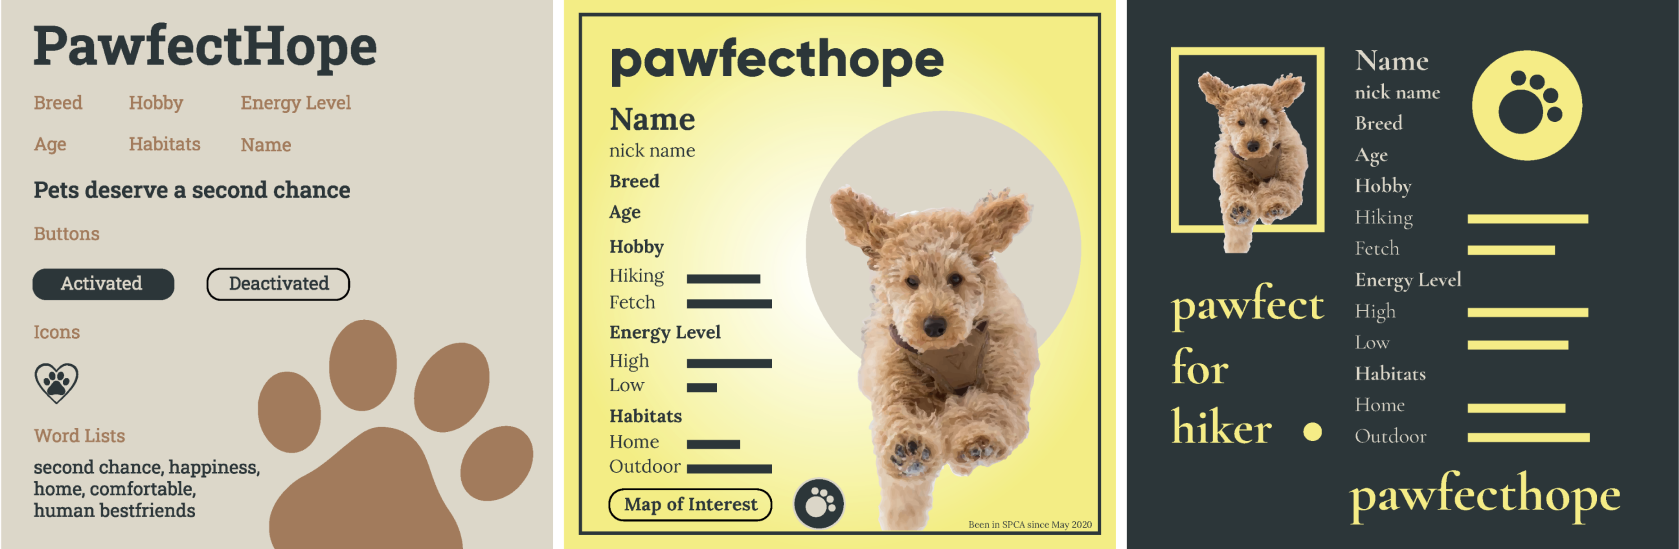 PawfectHope
Breed Hobby Energy Level
Age Habitats Name
Pets deserve a second chance
Buttons
Activated Deactivated
Icons
Word Lists
second chance, happiness,
home, comfortable,
human bestfriends
pawfecthope
Name
nick name
Breed
Age
Hobby
Hiking
Fetch
Energy Level
High
Low
Habitats
Home
Outdoor
Map of Interest
Been in SPCA since May 2020
Name
nick name
Breed
Age
Hobby
Hiking
Fetch
Energy Level
High
Low
Habitats
Home
Outdoor
pawfect
for
hiker
pawfecthope